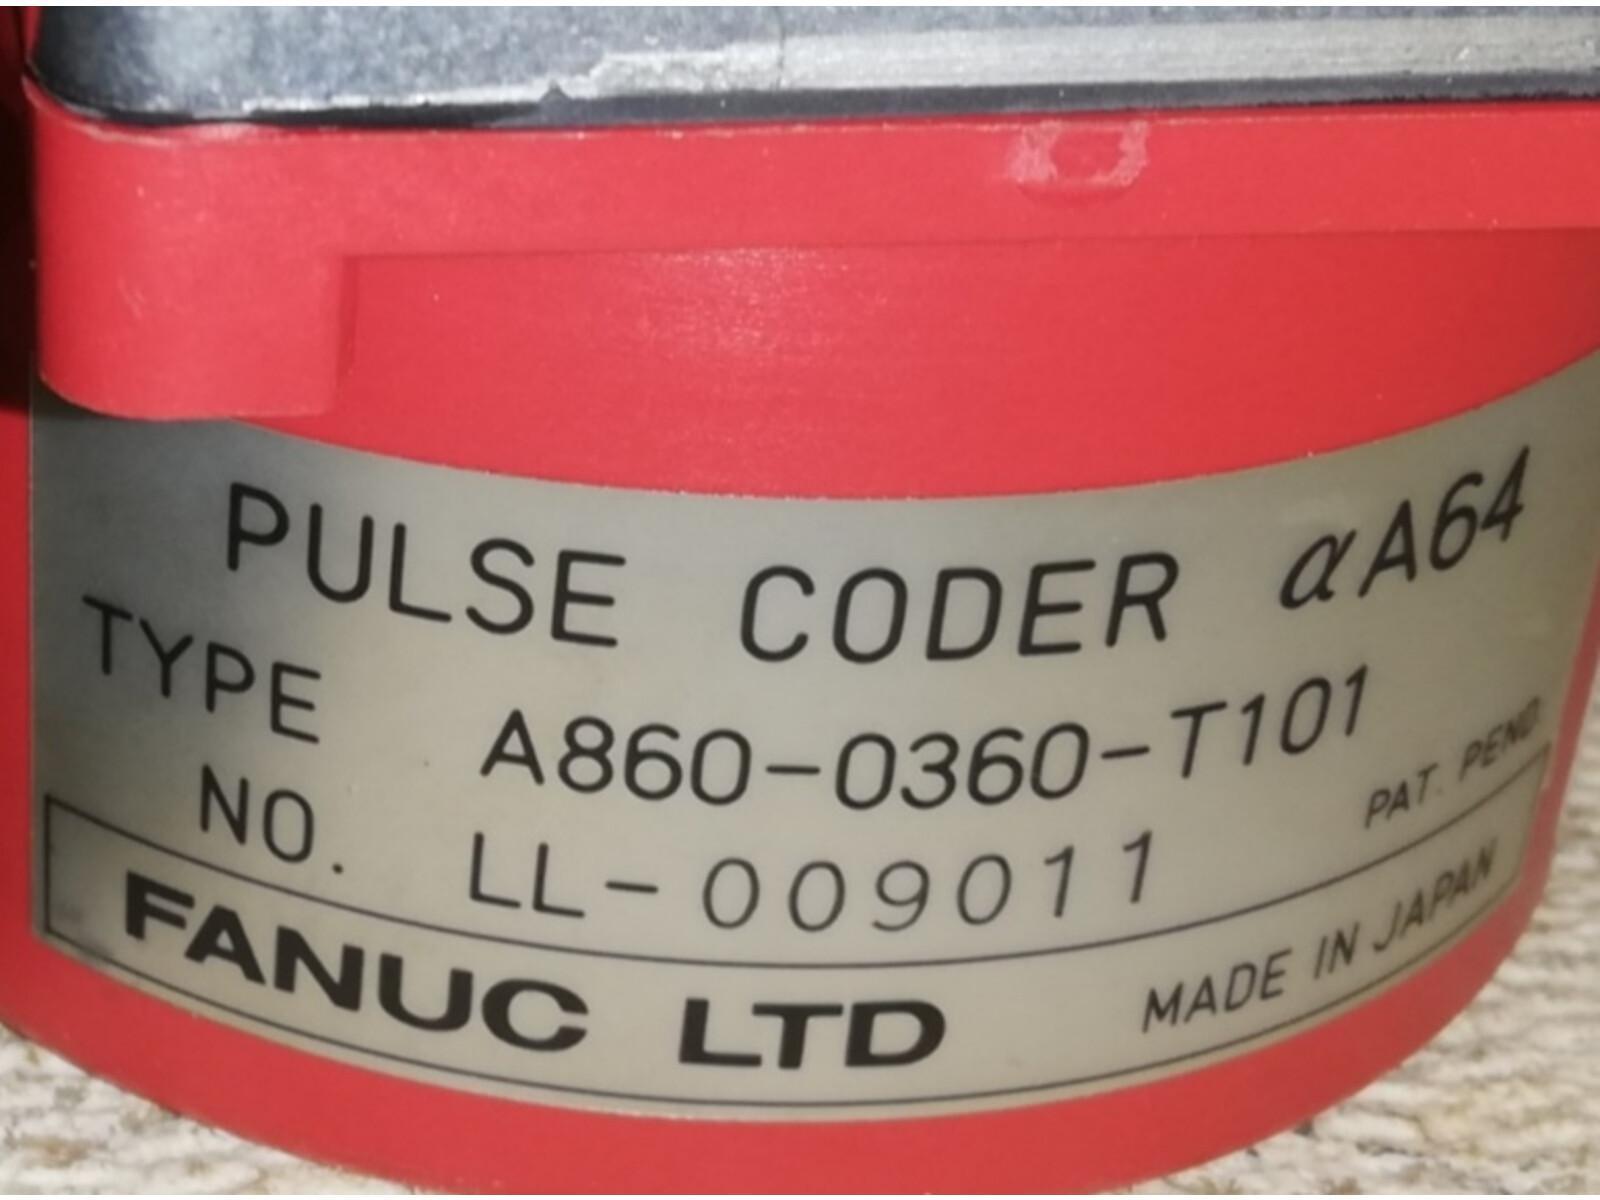 PULSE CODER αA64
TYPE A860-0360-T101
NO. LL-009011 PAT. PEND.
FANUC LTD MADE IN JAPAN